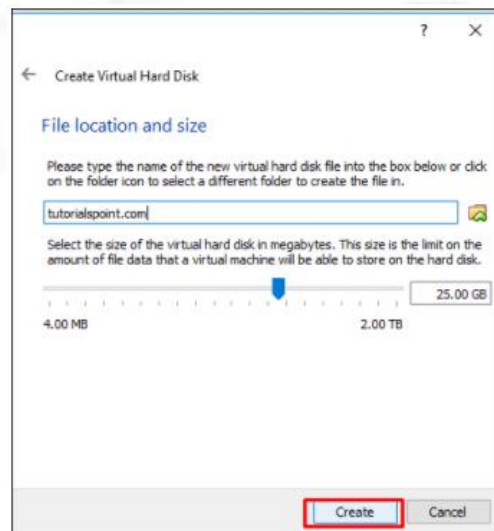 ?
Create Virtual Hard Disk
File location and size
Please type the name of the new virtual hard disk file into the box below or click
on the folder icon to select a different folder to create the file in.
tutorialspoint.com
Select the size of the virtual hard disk in megabytes. This size is the limit on the
amount of file data that a virtual machine will be able to store on the hard disk.
25.00 GB
4.00 MB 2.00 TB
Create Cancel